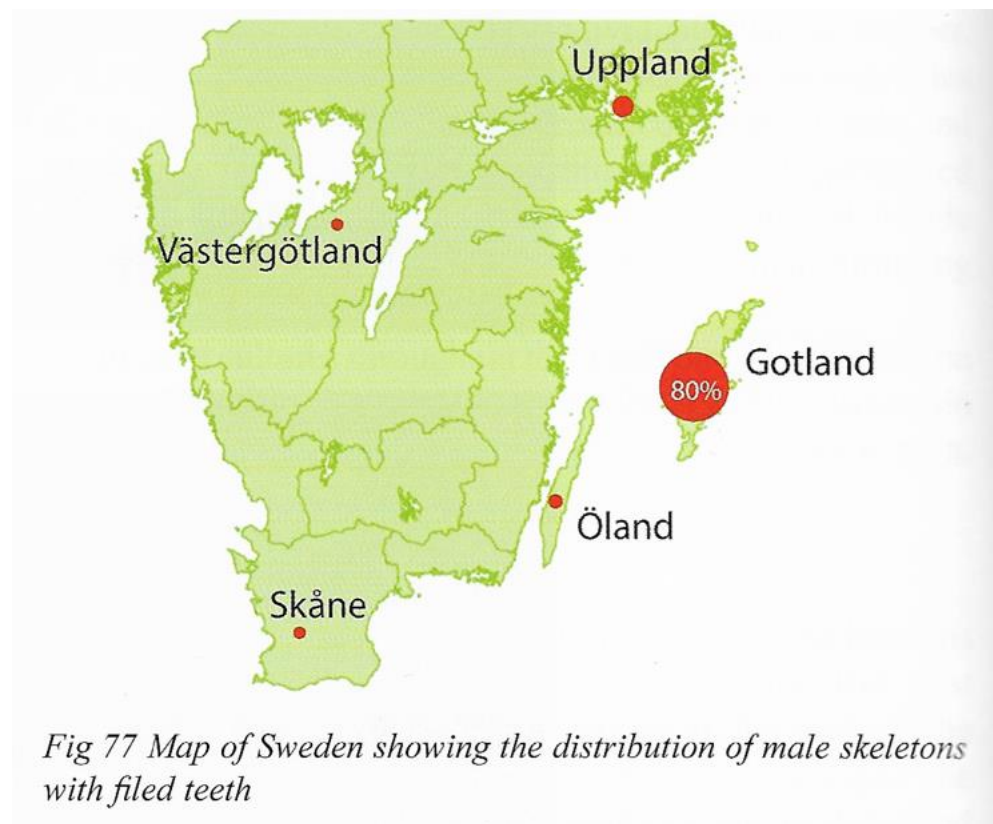 Uppland
Västergötland
Gotland
80%
Öland
Skåne
Fig 77 Map of Sweden showing the distribution of male skeletons
with filed teeth